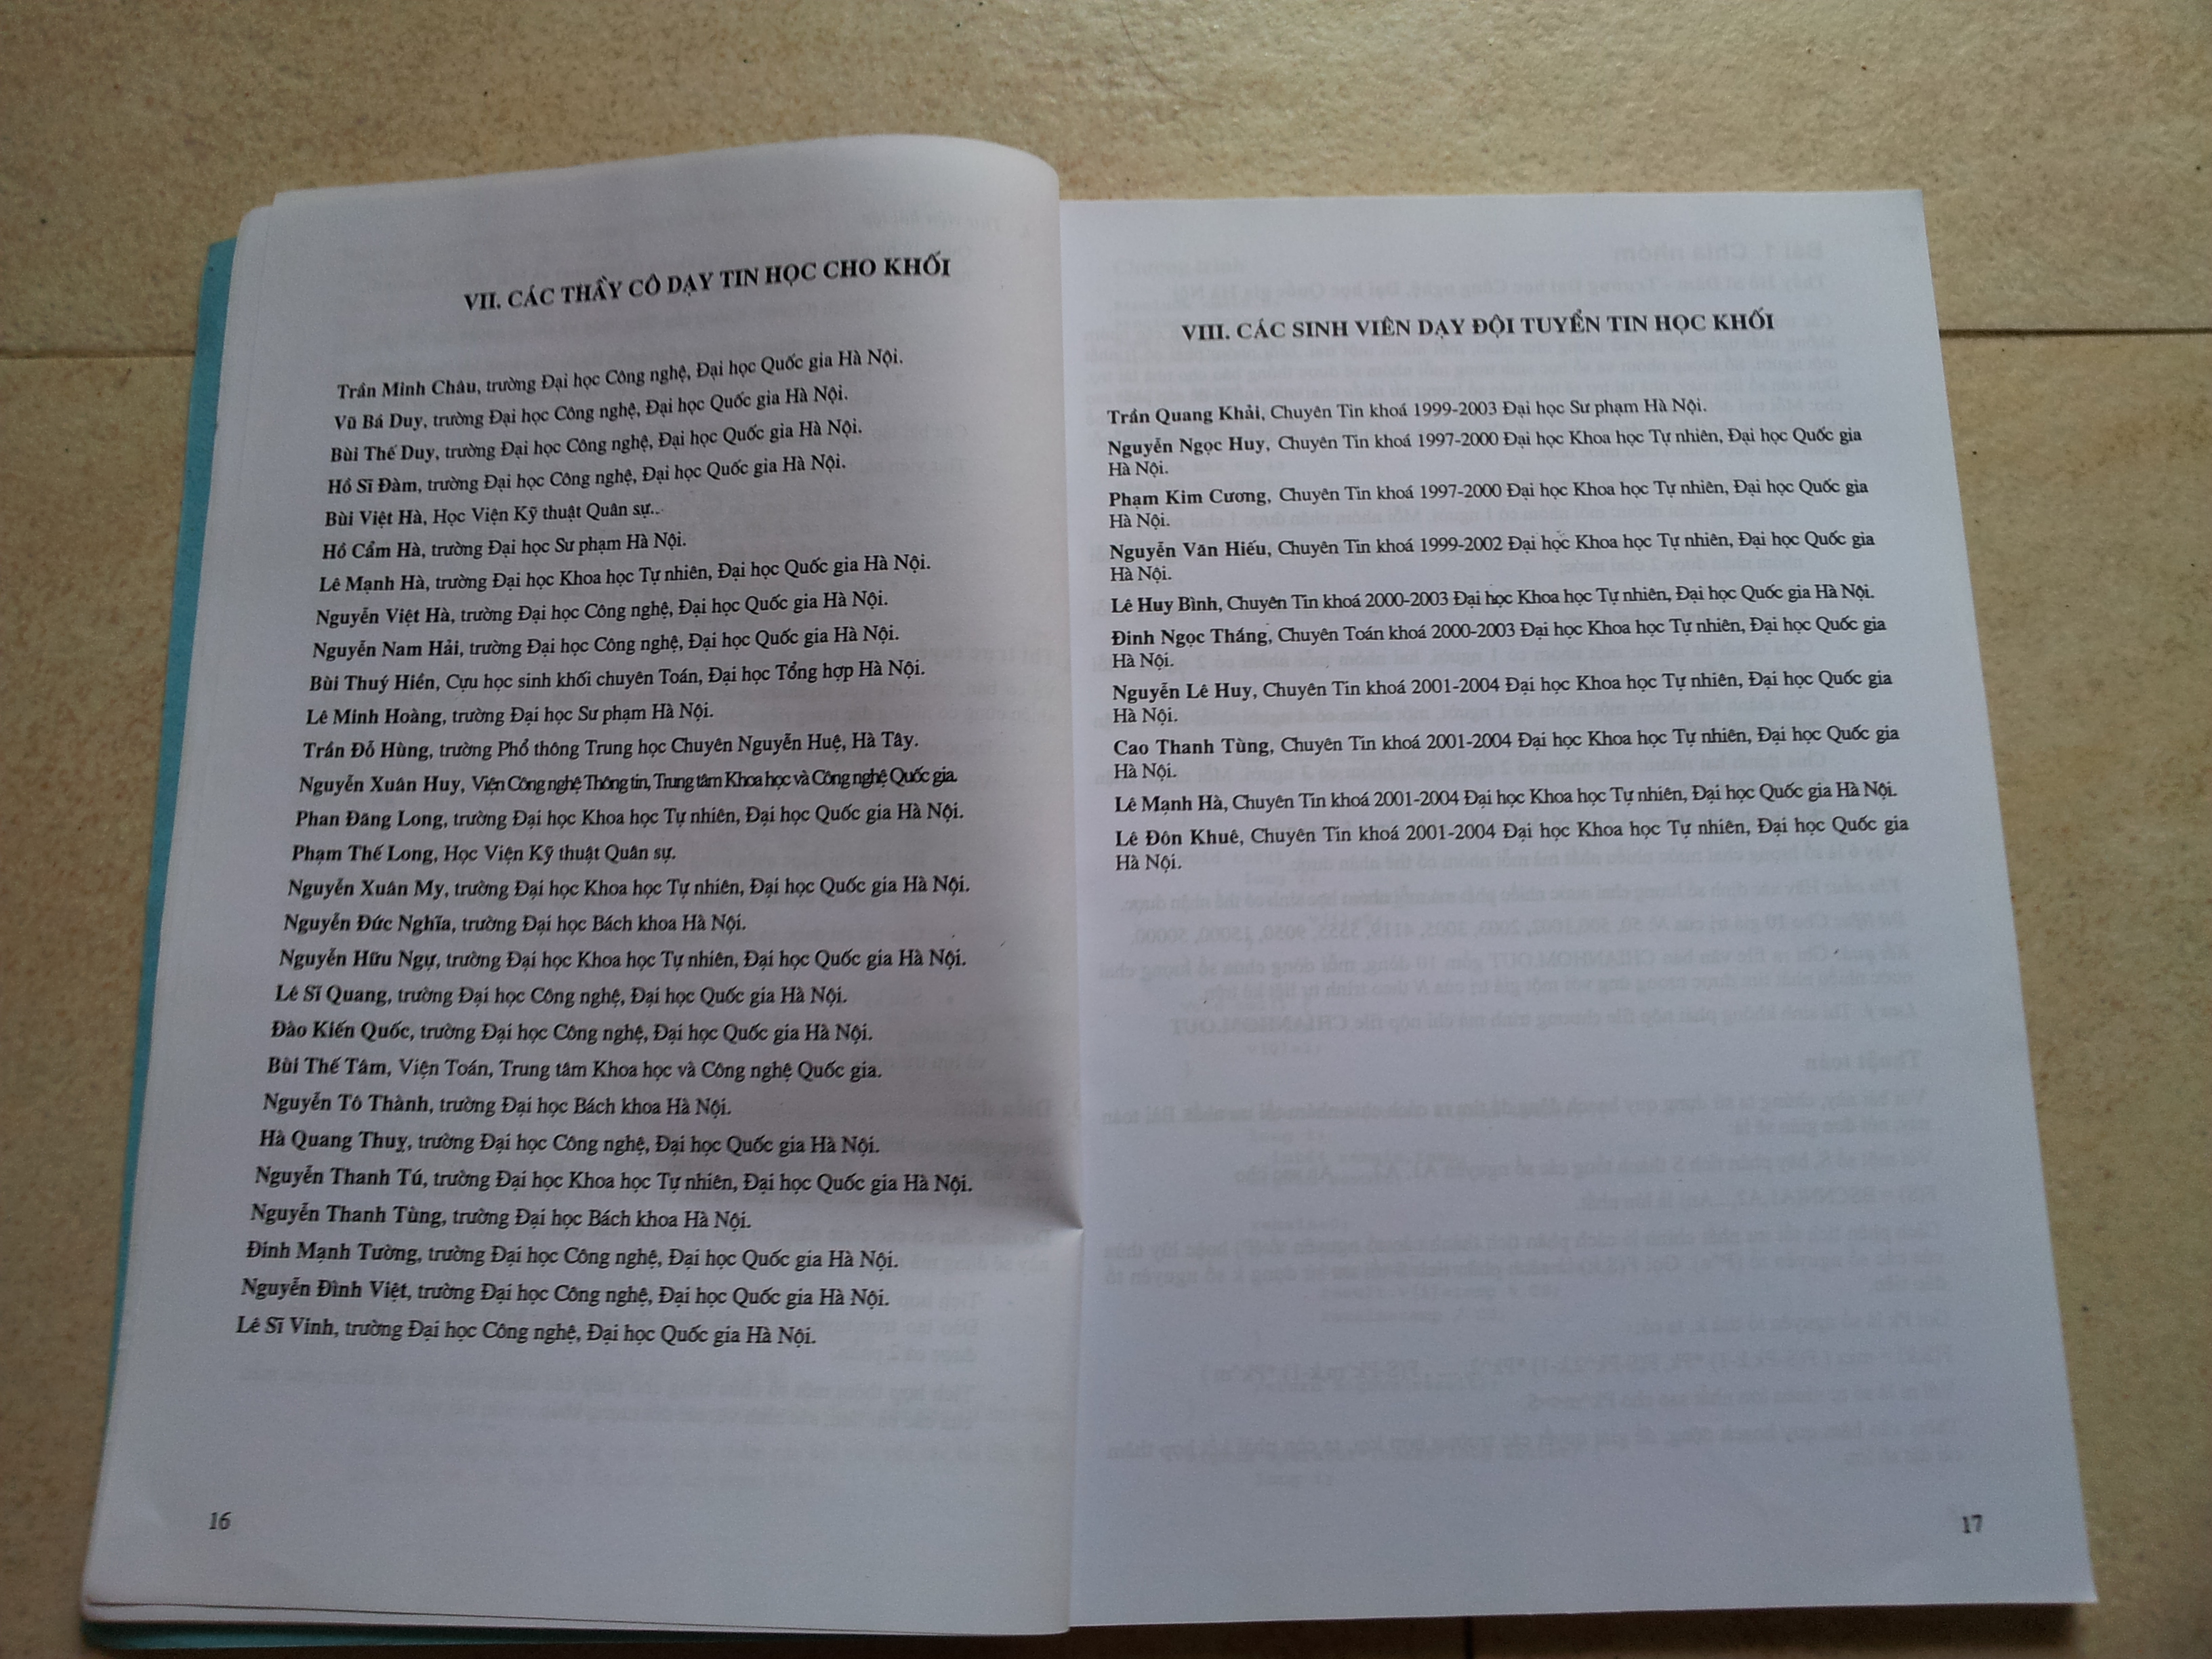 VII. CÁC THẦY CÔ DẠY TIN HỌC CHO KHỐI
Trần Minh Châu, trường Đại học Công nghệ, Đại học Quốc gia Hà Nội.
Vũ Bá Duy, trường Đại học Công nghệ, Đại học Quốc gia Hà Nội.
Bùi Thế Duy, trường Đại học Công nghệ, Đại học Quốc gia Hà Nội.
Hồ Sĩ Đàm, trường Đại học Công nghệ, Đại học Quốc gia Hà Nội.
Bùi Việt Hà, Học Viện Kỹ thuật Quân sự..
Hồ Cẩm Hà, trường Đại học Sư phạm Hà Nội.
Lê Mạnh Hà, trường Đại học Khoa học Tự nhiên, Đại học Quốc gia Hà Nội.
Nguyễn Việt Hà, trường Đại học Công nghệ, Đại học Quốc gia Hà Nội.
Nguyễn Nam Hải, trường Đại học Công nghệ, Đại học Quốc gia Hà Nội.
Bùi Thuý Hiền, Cựu học sinh khối chuyên Toán, Đại học Tổng hợp Hà Nội.
Lê Minh Hoàng, trường Đại học Sư phạm Hà Nội.
Trần Đỗ Hùng, trường Phổ thông Trung học Chuyên Nguyễn Huệ, Hà Tây.
Nguyễn Xuân Huy, Viện Công nghệ Thông tin, Trung tâm Khoa học và Công nghệ Quốc gia.
Phan Đăng Long, trường Đại học Khoa học Tự nhiên, Đại học Quốc gia Hà Nội.
Phạm Thế Long, Học Viện Kỹ thuật Quân sự.
Nguyễn Xuân My, trường Đại học Khoa học Tự nhiên, Đại học Quốc gia Hà Nội.
Nguyễn Đức Nghĩa, trường Đại học Bách khoa Hà Nội.
Nguyễn Hữu Ngự, trường Đại học Khoa học Tự nhiên, Đại học Quốc gia Hà Nội.
Lê Sĩ Quang, trường Đại học Công nghệ, Đại học Quốc gia Hà Nội.
Đào Kiến Quốc, trường Đại học Công nghệ, Đại học Quốc gia Hà Nội.
Bùi Thế Tâm, Viện Toán, Trung tâm Khoa học và Công nghệ Quốc gia.
Nguyễn Tô Thành, trường Đại học Bách khoa Hà Nội.
Hà Quang Thuỵ, trường Đại học Công nghệ, Đại học Quốc gia Hà Nội.
Nguyễn Thanh Tú, trường Đại học Khoa học Tự nhiên, Đại học Quốc gia Hà Nội.
Nguyễn Thanh Tùng, trường Đại học Bách khoa Hà Nội.
Đinh Mạnh Tường, trường Đại học Công nghệ, Đại học Quốc gia Hà Nội.
Nguyễn Đình Việt, trường Đại học Công nghệ, Đại học Quốc gia Hà Nội.
Lê Sĩ Vinh, trường Đại học Công nghệ, Đại học Quốc gia Hà Nội.
16
VIII. CÁC SINH VIÊN DẠY ĐỘI TUYỂN TIN HỌC KHỐI
Trần Quang Khải, Chuyên Tin khoá 1999-2003 Đại học Sư phạm Hà Nội.
Nguyễn Ngọc Huy, Chuyên Tin khoá 1997-2000 Đại học Khoa học Tự nhiên, Đại học Quốc gia
Hà Nội.
Phạm Kim Cương, Chuyên Tin khoá 1997-2000 Đại học Khoa học Tự nhiên, Đại học Quốc gia
Hà Nội.
Nguyễn Văn Hiếu, Chuyên Tin khoá 1999-2002 Đại học Khoa học Tự nhiên, Đại học Quốc gia
Hà Nội.
Lê Huy Bình, Chuyên Tin khoá 2000-2003 Đại học Khoa học Tự nhiên, Đại học Quốc gia Hà Nội.
Đinh Ngọc Thắng, Chuyên Toán khoá 2000-2003 Đại học Khoa học Tự nhiên, Đại học Quốc gia
Hà Nội.
Nguyễn Lê Huy, Chuyên Tin khoá 2001-2004 Đại học Khoa học Tự nhiên, Đại học Quốc gia
Hà Nội.
Cao Thanh Tùng, Chuyên Tin khoá 2001-2004 Đại học Khoa học Tự nhiên, Đại học Quốc gia
Hà Nội.
Lê Mạnh Hà, Chuyên Tin khoá 2001-2004 Đại học Khoa học Tự nhiên, Đại học Quốc gia Hà Nội.
Lê Đôn Khuê, Chuyên Tin khoá 2001-2004 Đại học Khoa học Tự nhiên, Đại học Quốc gia
Hà Nội.
17